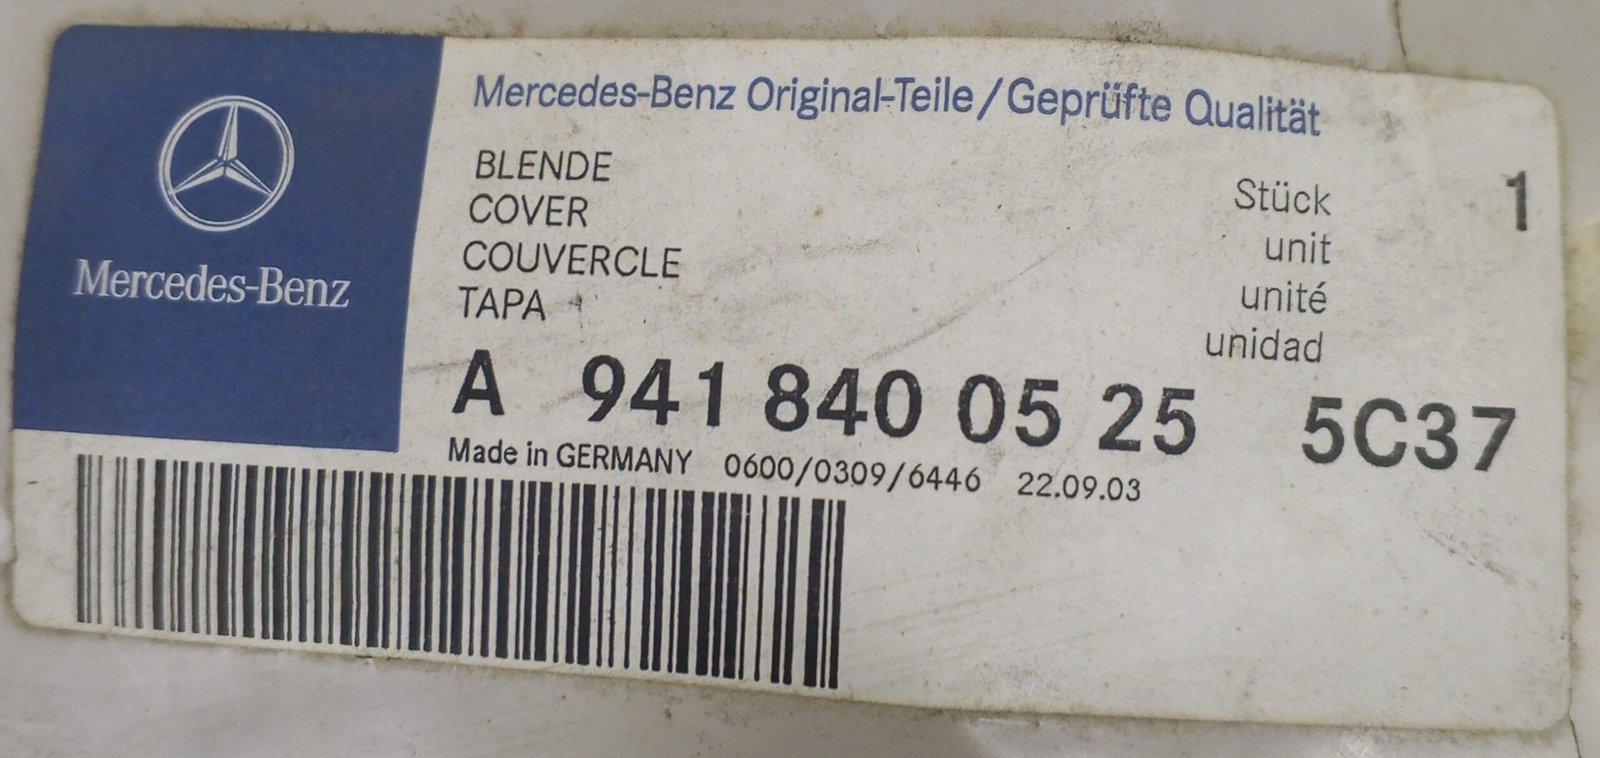 Mercedes-Benz
Mercedes-Benz Original-Teile/Geprüfte Qualität
BLENDE
COVER
COUVERCLE
TAPA
Stück 1
unit
unité
unidad
A 941 840 05 25 5C37
Made in GERMANY 0600/0309/6446 22.09.03